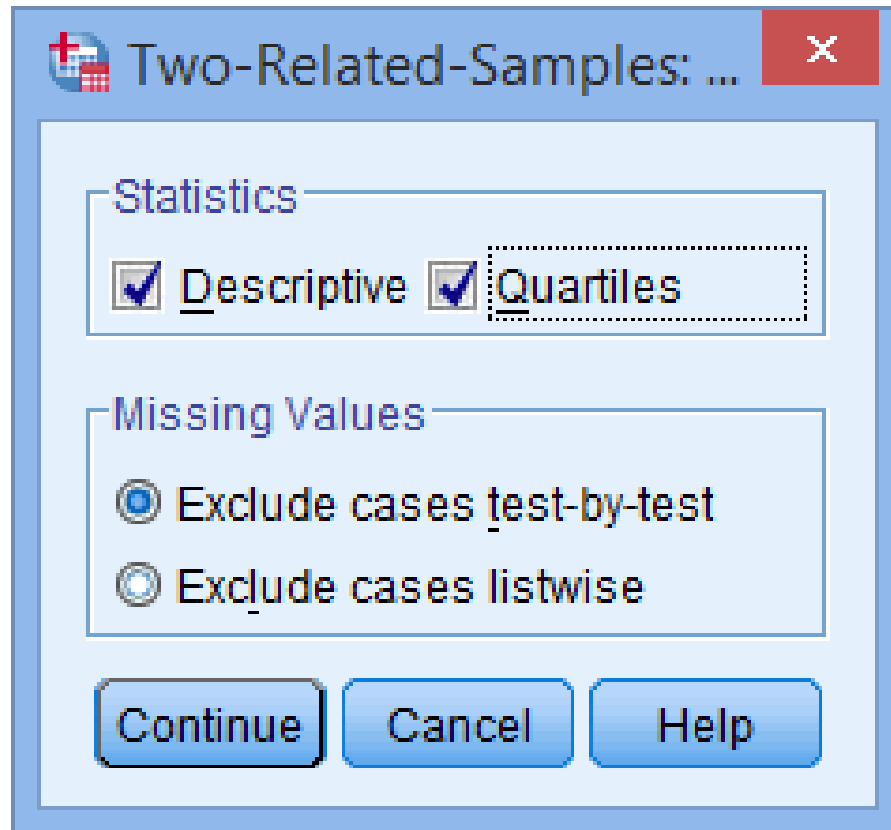 Two-Related-Samples: ...
Statistics
Descriptive Quartiles
Missing Values
Exclude cases test-by-test
Exclude cases listwise
Continue Cancel Help